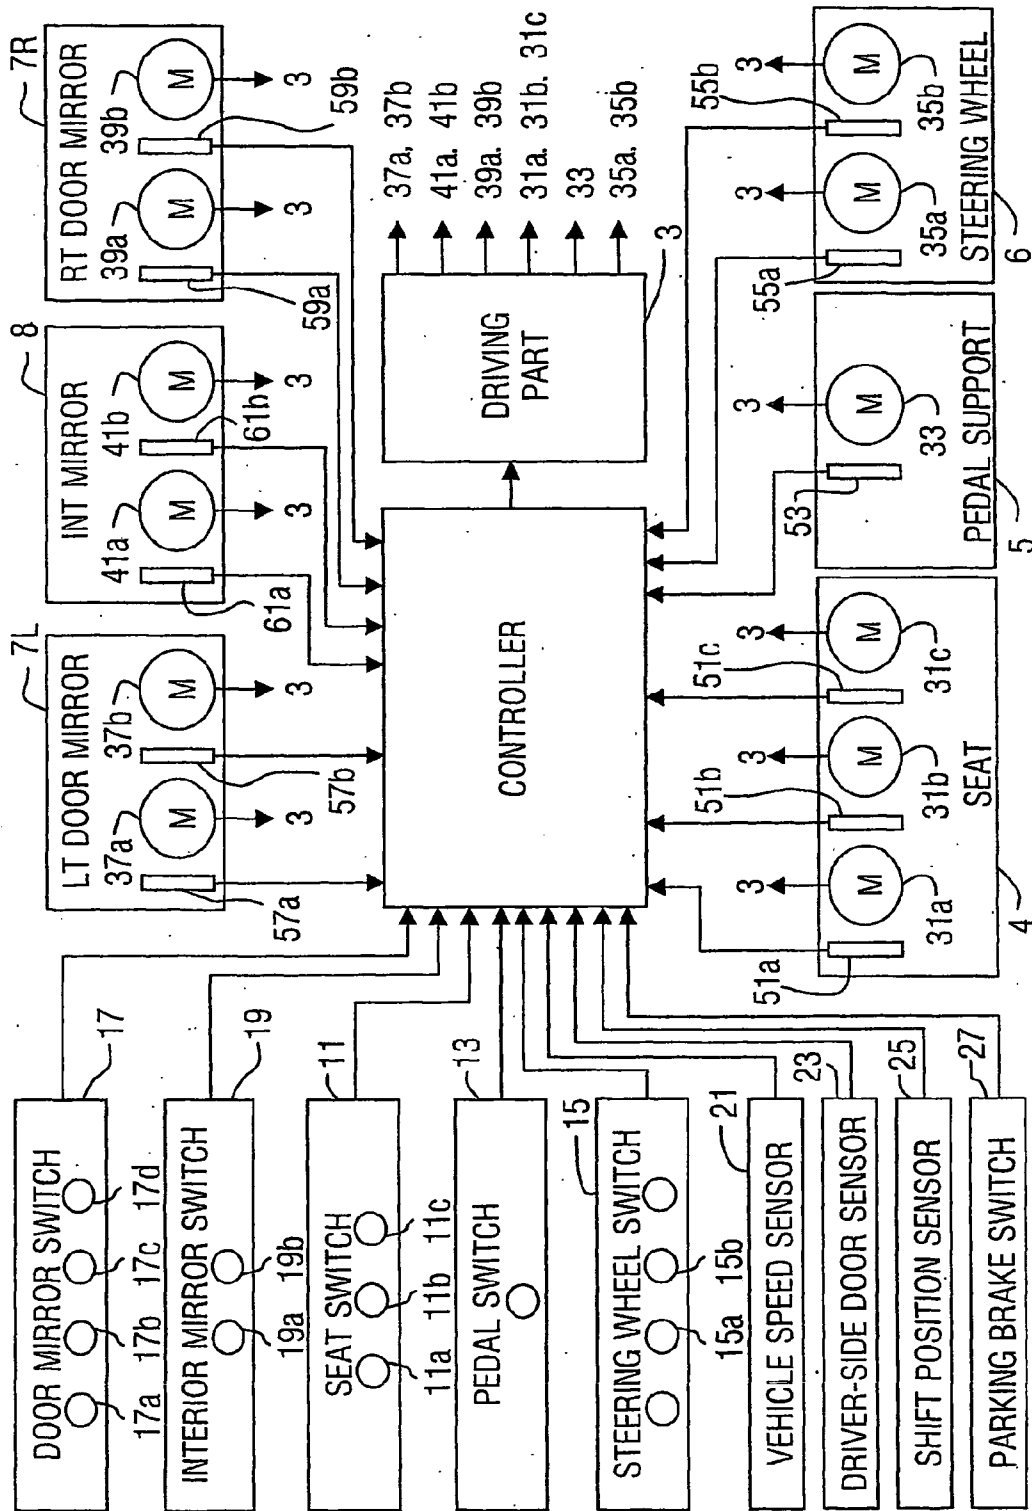 DOOR MIRROR SWITCH
17
17a 17b 17c 17d
INTERIOR MIRROR SWITCH
19
19a 19b
SEAT SWITCH
11
11a 11b 11c
PEDAL SWITCH
13
STEERING WHEEL SWITCH
15
15a 15b
VEHICLE SPEED SENSOR
21
DRIVER-SIDE DOOR SENSOR
23
SHIFT POSITION SENSOR
25
PARKING BRAKE SWITCH
27
7L
LT DOOR MIRROR
37a 37b
M M
57a 3 57b 3
8
INT MIRROR
41a 41b
M M
61a 3 61b 3
7R
RT DOOR MIRROR
39a 39b
M M
59a 3 59b 3
CONTROLLER
DRIVING
PART
3
37a. 37b
41a. 41b
39a. 39b
31a. 31b. 31c
33
35a. 35b
51a 3 51b 3 51c 3
M M M
31a 31b 31c
SEAT
4
53 3
M
33
PEDAL SUPPORT
5
55a 3 55b 3
M M
35a 35b
STEERING WHEEL
6